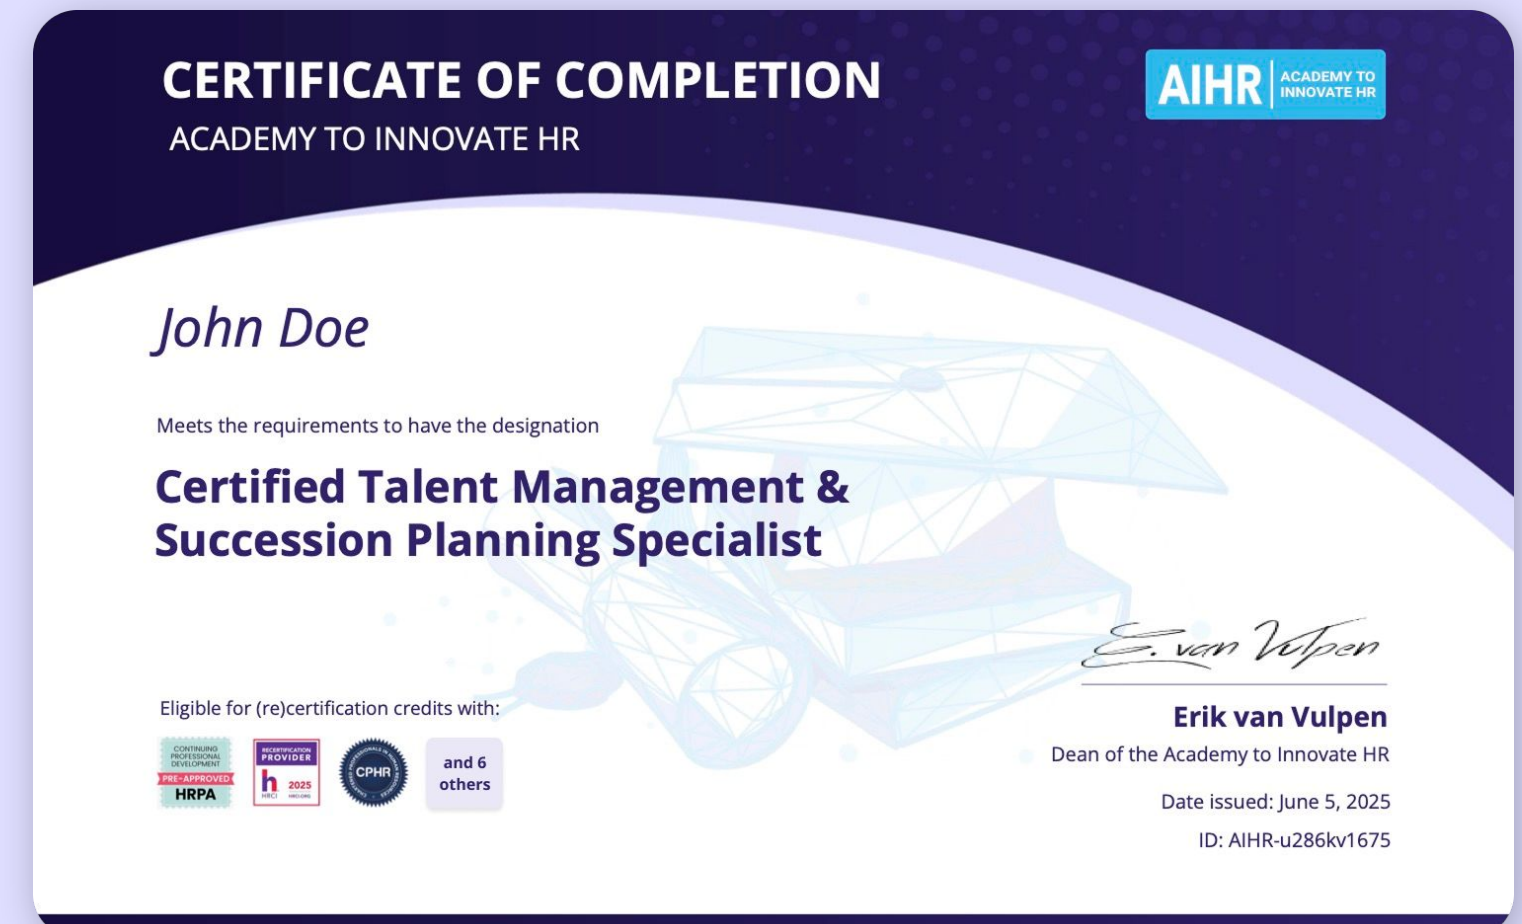 CERTIFICATE OF COMPLETION
ACADEMY TO INNOVATE HR
AIHR
ACADEMY TO
INNOVATE HR
John Doe
Meets the requirements to have the designation
Certified Talent Management &
Succession Planning Specialist
Eligible for (re)certification credits with:
CONTINUING
PROFESSIONAL
DEVELOPMENT
PRE-APPROVED
HRPA
RECERTIFICATION
PROVIDER
h
HRCI
2025
HRCI.ORG
CPHR
and 6
others
E. van Vulpen
Erik van Vulpen
Dean of the Academy to Innovate HR
Date issued: June 5, 2025
ID: AIHR-u286kv1675